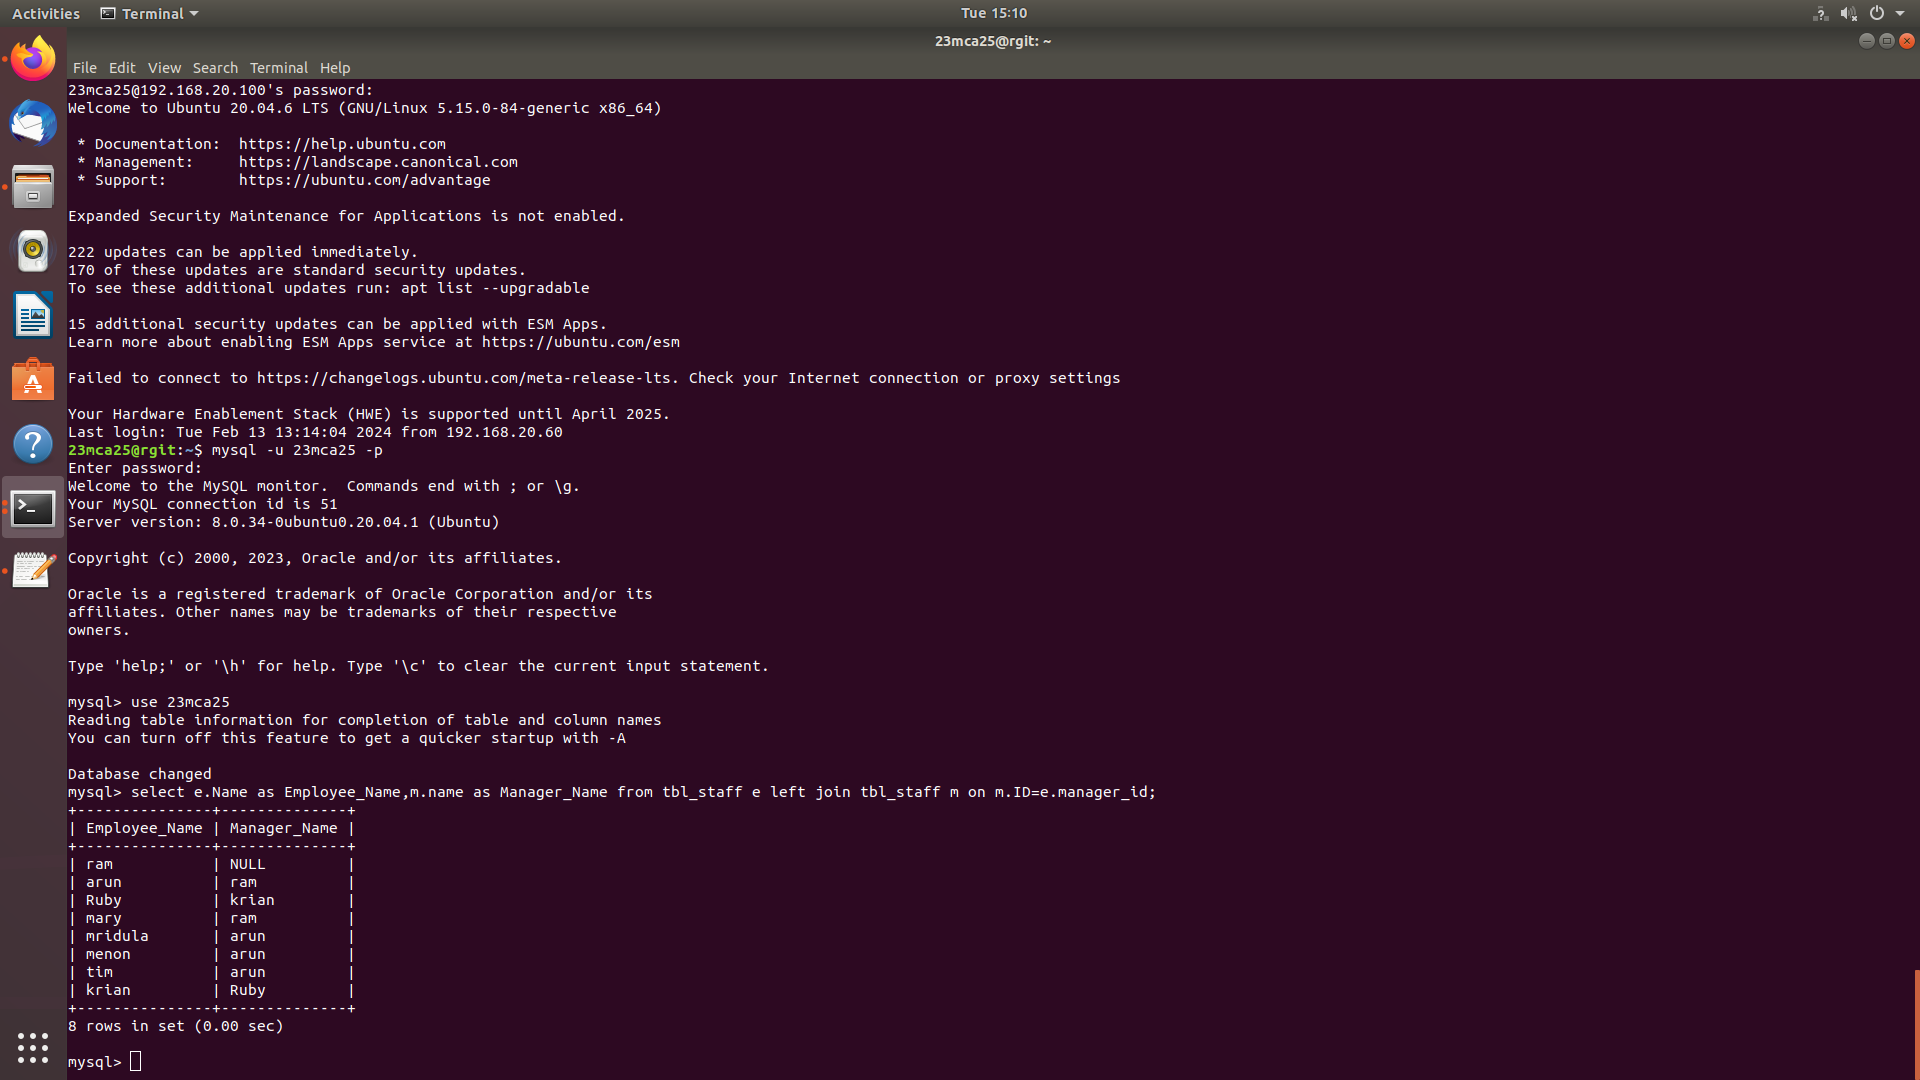 Activities Terminal Tue 15:10
23mca25@rgit: ~
File Edit View Search Terminal Help
23mca25@192.168.20.100's password:
Welcome to Ubuntu 20.04.6 LTS (GNU/Linux 5.15.0-84-generic x86_64)
* Documentation:  https://help.ubuntu.com
* Management:     https://landscape.canonical.com
* Support:        https://ubuntu.com/advantage
Expanded Security Maintenance for Applications is not enabled.
222 updates can be applied immediately.
170 of these updates are standard security updates.
To see these additional updates run: apt list --upgradable
15 additional security updates can be applied with ESM Apps.
Learn more about enabling ESM Apps service at https://ubuntu.com/esm
Failed to connect to https://changelogs.ubuntu.com/meta-release-lts. Check your Internet connection or proxy settings
Your Hardware Enablement Stack (HWE) is supported until April 2025.
Last login: Tue Feb 13 13:14:04 2024 from 192.168.20.60
23mca25@rgit:~$ mysql -u 23mca25 -p
Enter password:
Welcome to the MySQL monitor.  Commands end with ; or \g.
Your MySQL connection id is 51
Server version: 8.0.34-0ubuntu0.20.04.1 (Ubuntu)
Copyright (c) 2000, 2023, Oracle and/or its affiliates.
Oracle is a registered trademark of Oracle Corporation and/or its
affiliates. Other names may be trademarks of their respective
owners.
Type 'help;' or '\h' for help. Type '\c' to clear the current input statement.
mysql> use 23mca25
Reading table information for completion of table and column names
You can turn off this feature to get a quicker startup with -A
Database changed
mysql> select e.Name as Employee_Name,m.name as Manager_Name from tbl_staff e left join tbl_staff m on m.ID=e.manager_id;
+---------------+--------------+
| Employee_Name | Manager_Name |
+---------------+--------------+
| ram           | NULL         |
| arun          | ram          |
| Ruby          | krian        |
| mary          | ram          |
| mridula       | arun         |
| menon         | arun         |
| tim           | arun         |
| krian         | Ruby         |
+---------------+--------------+
8 rows in set (0.00 sec)
mysql>